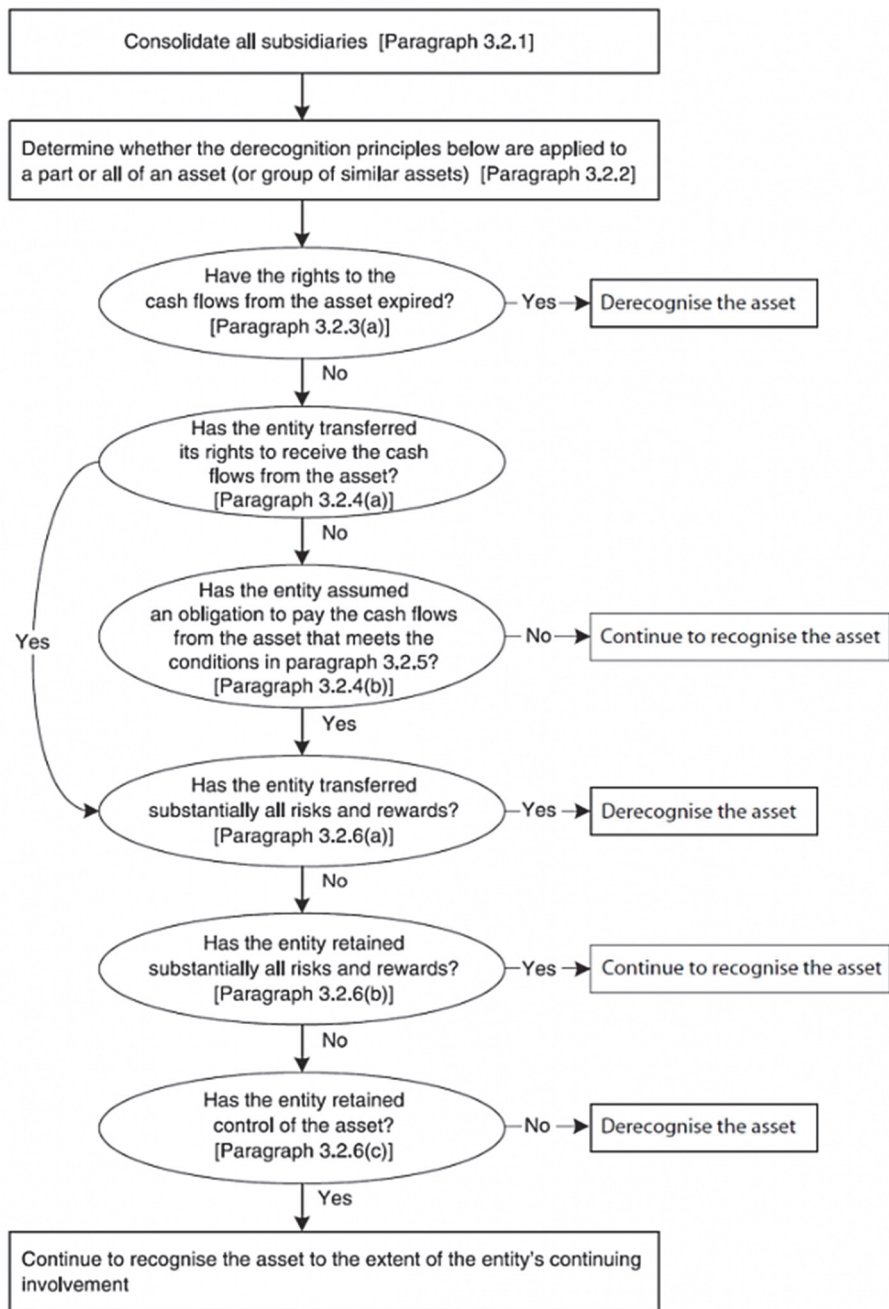 Consolidate all subsidiaries [Paragraph 3.2.1]
Determine whether the derecognition principles below are applied to
a part or all of an asset (or group of similar assets) [Paragraph 3.2.2]
Have the rights to the
cash flows from the asset expired?
[Paragraph 3.2.3(a)]
Yes
Derecognise the asset
No
Has the entity transferred
its rights to receive the cash
flows from the asset?
[Paragraph 3.2.4(a)]
No
Yes
Has the entity assumed
an obligation to pay the cash flows
from the asset that meets the
conditions in paragraph 3.2.5?
[Paragraph 3.2.4(b)]
No
Continue to recognise the asset
Yes
Has the entity transferred
substantially all risks and rewards?
[Paragraph 3.2.6(a)]
Yes
Derecognise the asset
No
Has the entity retained
substantially all risks and rewards?
[Paragraph 3.2.6(b)]
Yes
Continue to recognise the asset
No
Has the entity retained
control of the asset?
[Paragraph 3.2.6(c)]
No
Derecognise the asset
Yes
Continue to recognise the asset to the extent of the entity's continuing
involvement